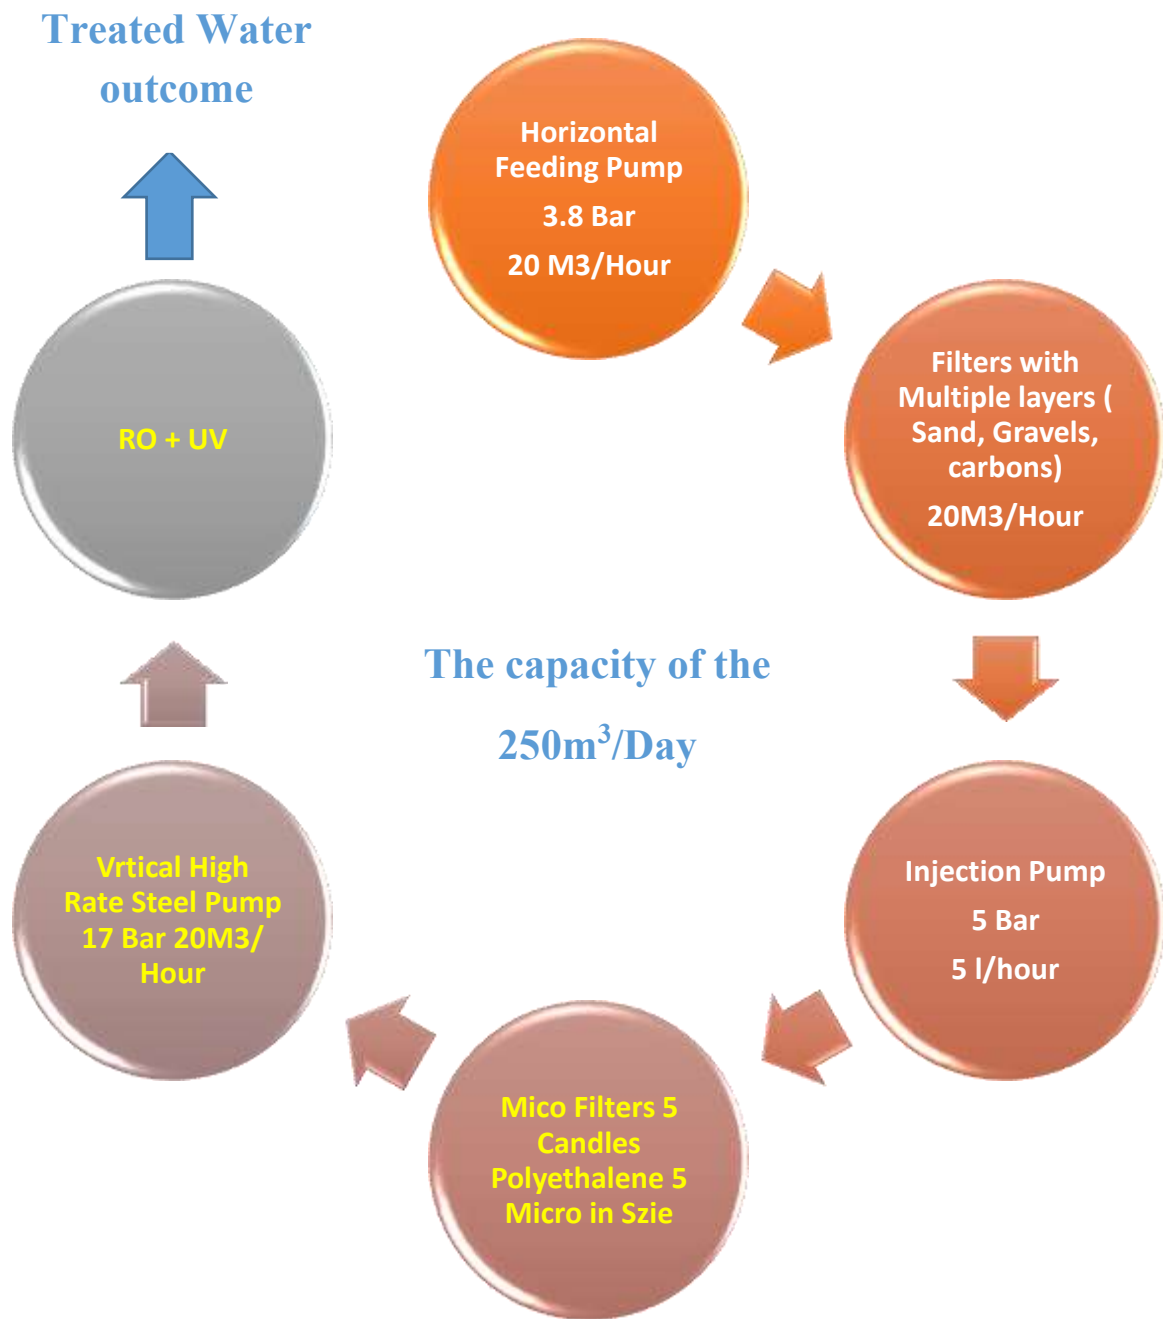 Treated Water
outcome
Horizontal
Feeding Pump
3.8 Bar
20 M3/Hour
Filters with
Multiple layers (
Sand, Gravels,
carbons)
20M3/Hour
Injection Pump
5 Bar
5 l/hour
Mico Filters 5
Candles
Polyethalene 5
Micro in Szie
Vrtical High
Rate Steel Pump
17 Bar 20M3/
Hour
RO + UV
The capacity of the
250m³/Day